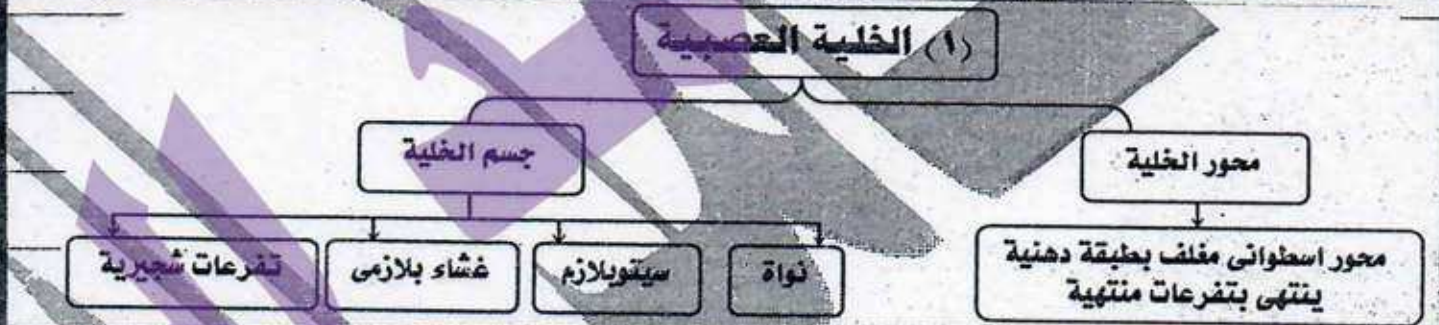 (١) الخلية العصبية
محور الخلية
جسم الخلية
محور اسطوانى مغلف بطبقة دهنية
ينتهى بتفرعات منتهية
نواة
سيتوبلازم
غشاء بلازمى
تفرعات شجيرية